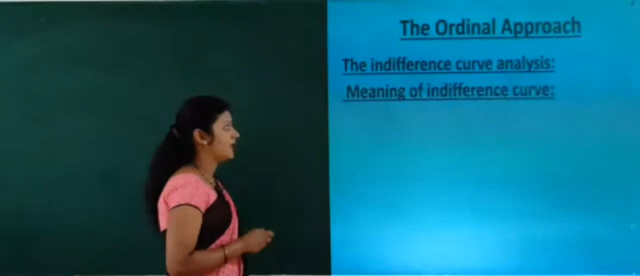 The Ordinal Approach
The indifference curve analysis:
Meaning of indifference curve: